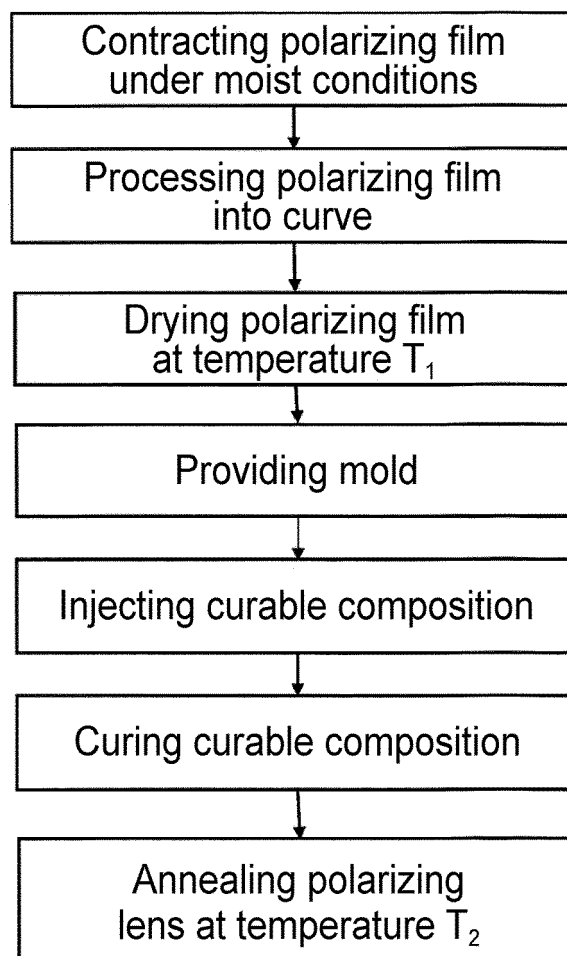 Contracting polarizing film
under moist conditions
Processing polarizing film
into curve
Drying polarizing film
at temperature T₁
Providing mold
Injecting curable composition
Curing curable composition
Annealing polarizing
lens at temperature T₂